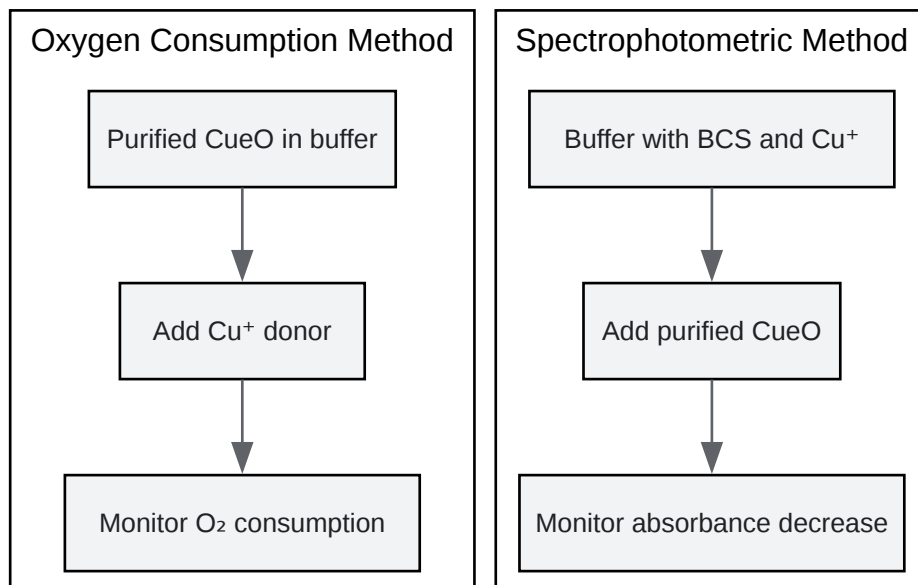 Oxygen Consumption Method
Purified CueO in buffer
Add Cu⁺ donor
Monitor O₂ consumption
Spectrophotometric Method
Buffer with BCS and Cu⁺
Add purified CueO
Monitor absorbance decrease